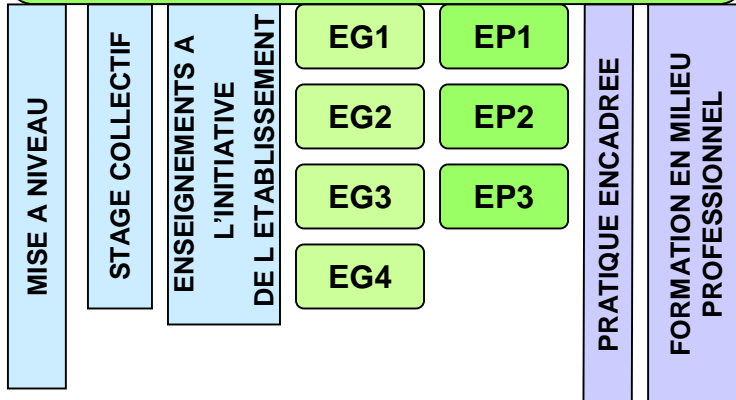 MISE A NIVEAU
STAGE COLLECTIF
ENSEIGNEMENTS A
L'INITIATIVE
DE L ETABLISSEMENT
EG1
EG2
EG3
EG4
EP1
EP2
EP3
PRATIQUE ENCADREE
FORMATION EN MILIEU
PROFESSIONNEL